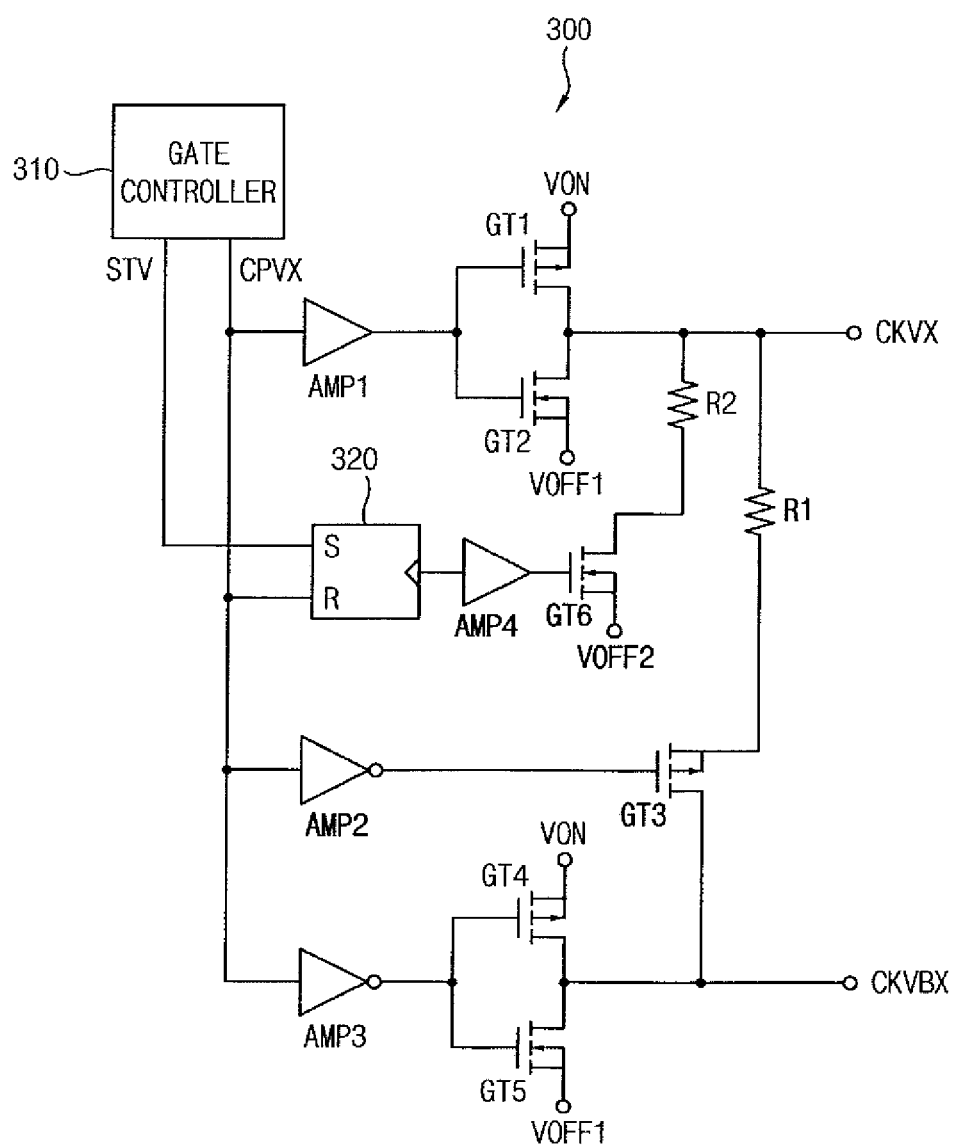 300
310
GATE
CONTROLLER
STV
CPVX
VON
GT1
AMP1
CKVX
GT2
R2
VOFF1
320
R1
S
R
AMP4
GT6
VOFF2
AMP2
GT3
VON
GT4
AMP3
CKVBX
GT5
VOFF1